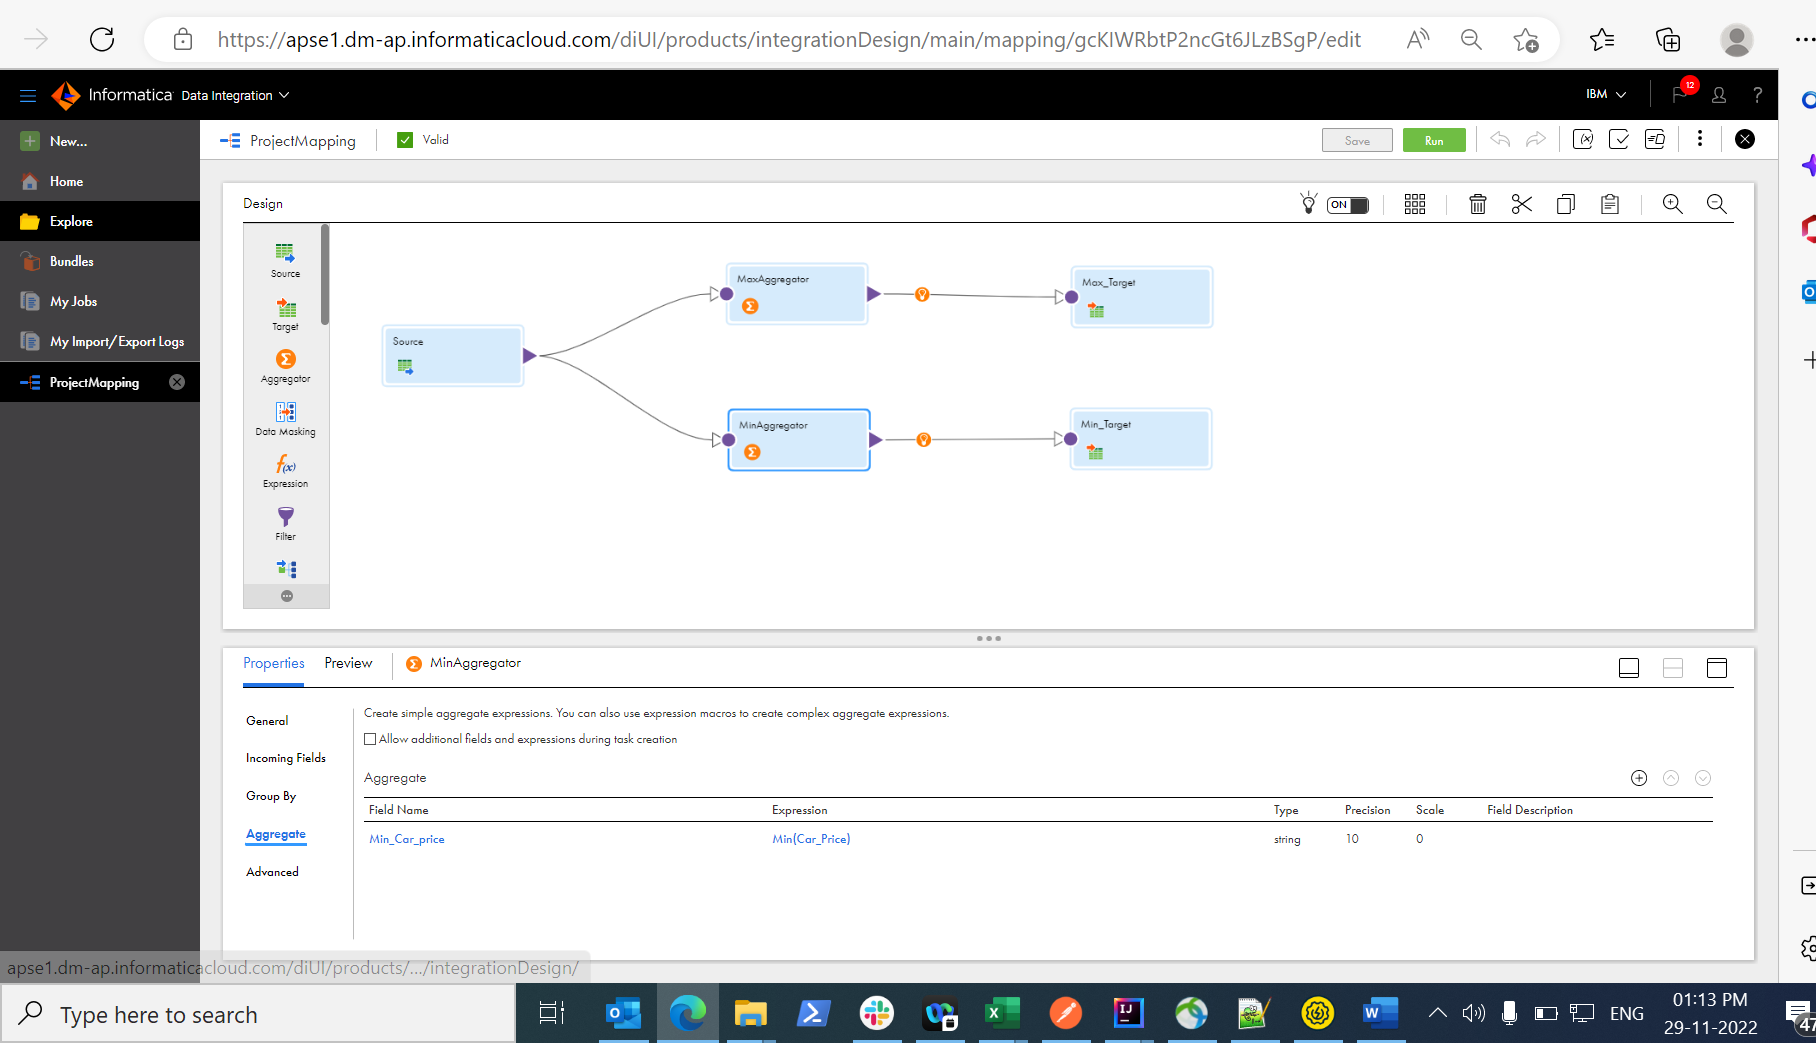 https://apse1.dm-ap.informaticacloud.com/diUI/products/integrationDesign/main/mapping/gcKIWRbtP2ncGt6JLzBSgP/edit
Informatica Data Integration
IBM
12
?
New...
Home
Explore
Bundles
My Jobs
My Import/Export Logs
ProjectMapping
ProjectMapping
Valid
Save
Run
Design
ON
Source
Target
Aggregator
Data Masking
Expression
Filter
Source
MaxAggregator
Max_Target
MinAggregator
Min_Target
Properties
Preview
MinAggregator
General
Incoming Fields
Group By
Aggregate
Advanced
Create simple aggregate expressions. You can also use expression macros to create complex aggregate expressions.
Allow additional fields and expressions during task creation
Aggregate
Field Name Expression Type Precision Scale Field Description
Min_Car_price Min(Car_Price) string 10 0
apse1.dm-ap.informaticacloud.com/diUI/products/.../integrationDesign/
Type here to search
ENG
01:13 PM
29-11-2022
47